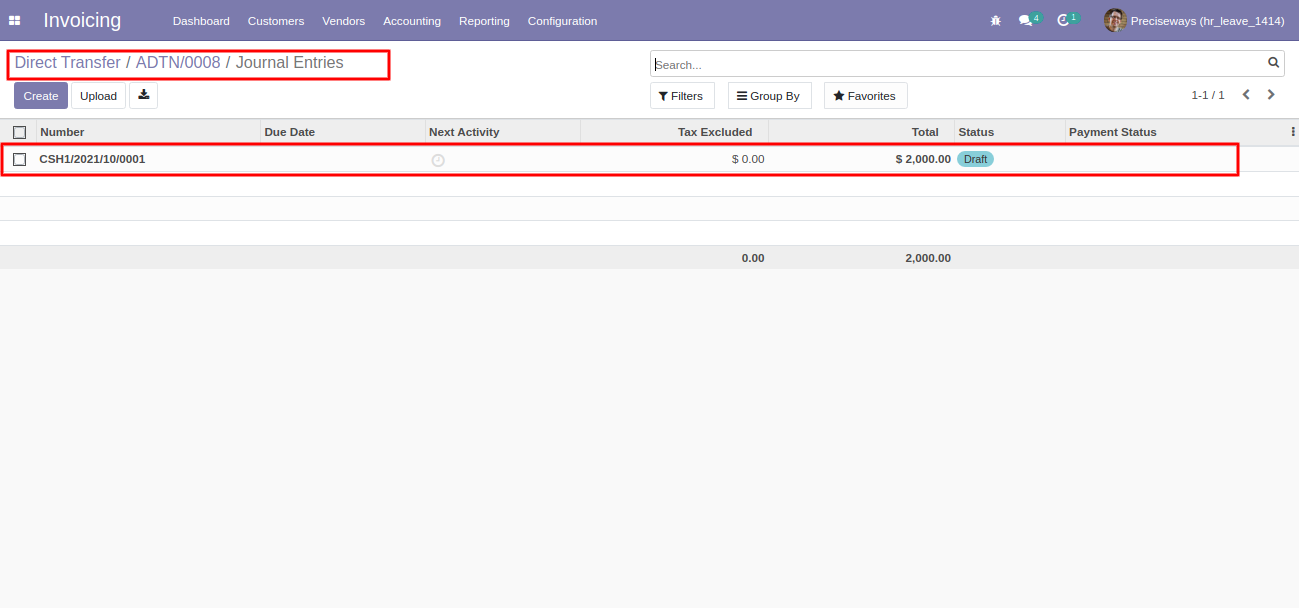 Invoicing Dashboard Customers Vendors Accounting Reporting Configuration 4 1 Preciseways (hr_leave_1414)
Direct Transfer / ADTN/0008 / Journal Entries
Search...
Create Upload Filters Group By Favorites 1-1 / 1
Number Due Date Next Activity Tax Excluded Total Status Payment Status
CSH1/2021/10/0001 $ 0.00 $ 2,000.00 Draft
0.00 2,000.00